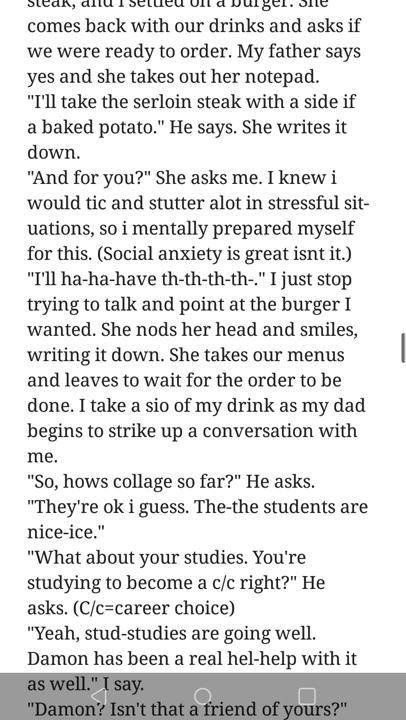 steak, and i settled on a burger. She
comes back with our drinks and asks if
we were ready to order. My father says
yes and she takes out her notepad.
"I'll take the serloin steak with a side if
a baked potato." He says. She writes it
down.
"And for you?" She asks me. I knew i
would tic and stutter alot in stressful sit-
uations, so i mentally prepared myself
for this. (Social anxiety is great isnt it.)
"I'll ha-ha-have th-th-th-th-." I just stop
trying to talk and point at the burger I
wanted. She nods her head and smiles,
writing it down. She takes our menus
and leaves to wait for the order to be
done. I take a sio of my drink as my dad
begins to strike up a conversation with
me.
"So, hows collage so far?" He asks.
"They're ok i guess. The-the students are
nice-ice."
"What about your studies. You're
studying to become a c/c right?" He
asks. (C/c=career choice)
"Yeah, stud-studies are going well.
Damon has been a real hel-help with it
as well." I say.
"Damon? Isn't that a friend of yours?"